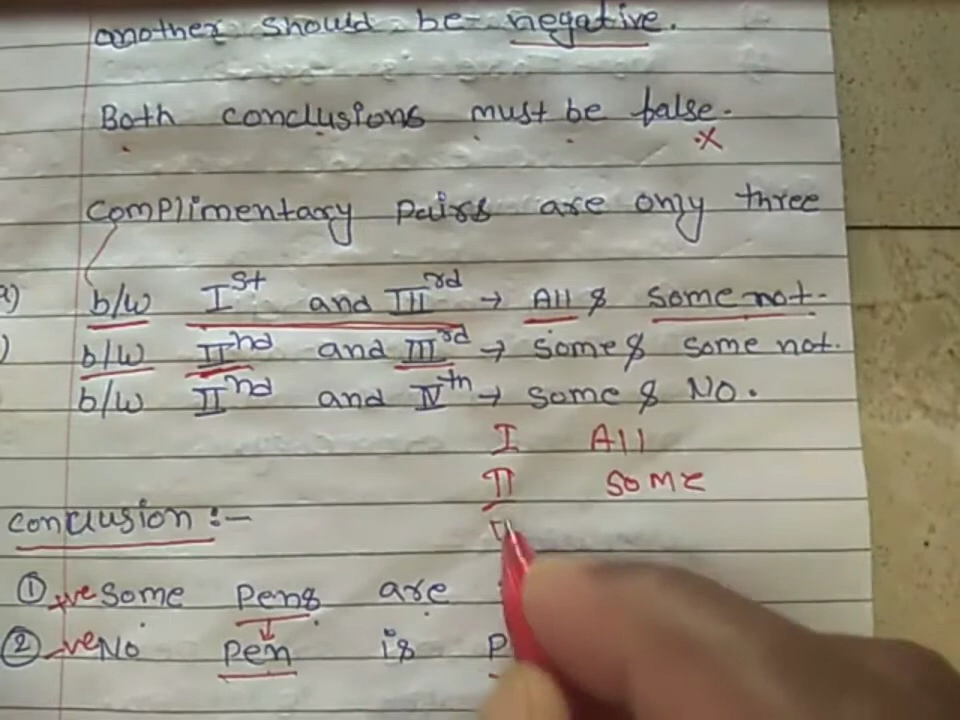 another should be negative.
Both conclusions must be false.
Complimentary pairs are only three
a) b/w Ist and IIIrd → All & some not.
) b/w IInd and IIIrd → some & some not.
b/w IInd and IVth → some & NO.
I All
II some
Conclusion :-
① +ve Some Pens are
② -ve No Pen is P